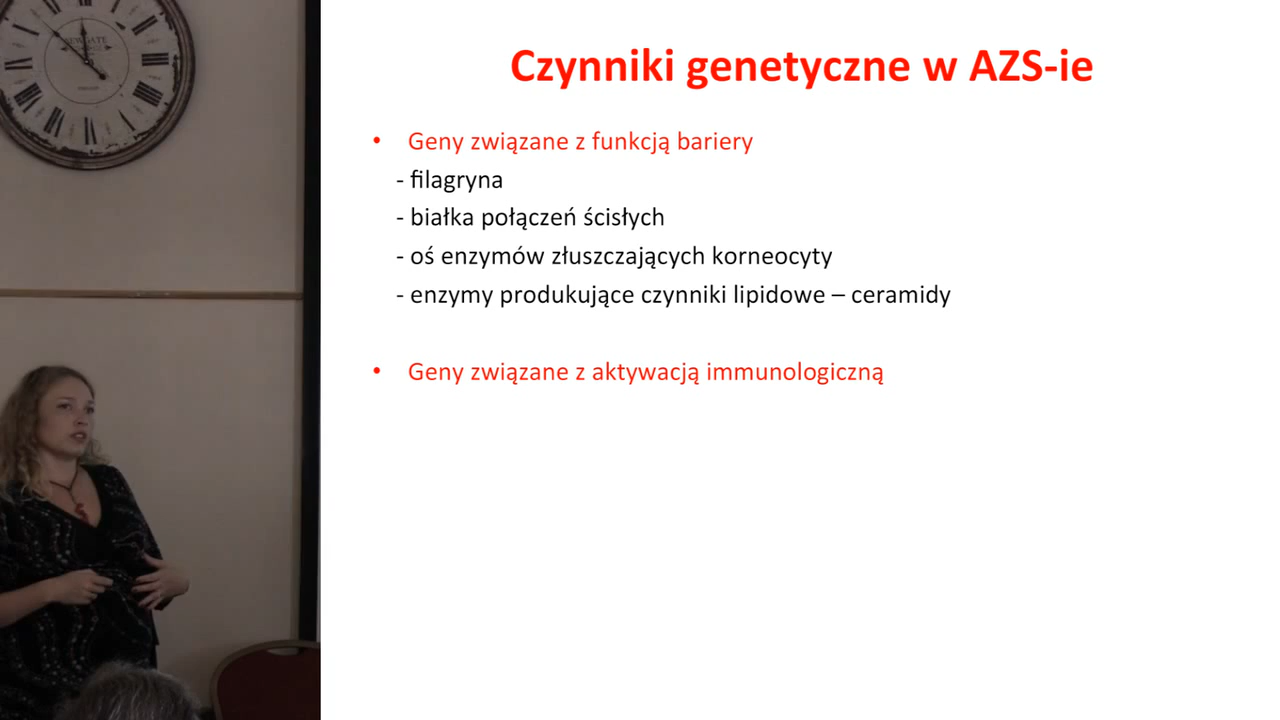 NEWGATE
Czynniki genetyczne w AZS-ie
• Geny związane z funkcją bariery
- filagryna
- białka połączeń ścisłych
- oś enzymów złuszczających korneocyty
- enzymy produkujące czynniki lipidowe – ceramidy
• Geny związane z aktywacją immunologiczną